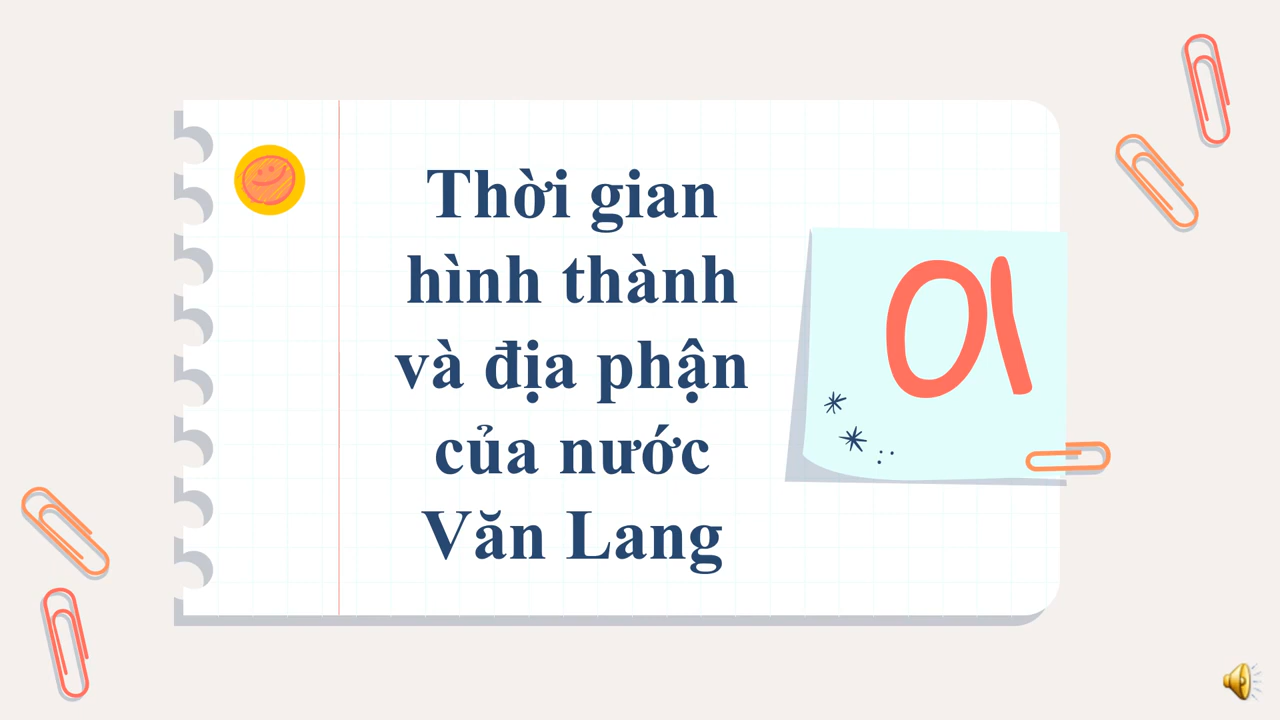 Thời gian
hình thành
và địa phận
của nước
Văn Lang
01